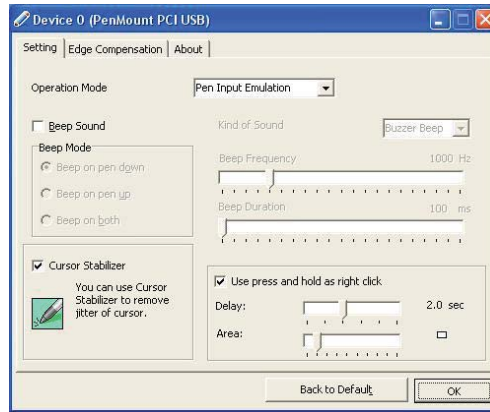 Device 0 (PenMount PCI USB)
Setting Edge Compensation About
Operation Mode Pen Input Emulation
Beep Sound Kind of Sound Buzzer Beep
Beep Mode
Beep on pen down
Beep on pen up
Beep on both
Beep Frequency 1000 Hz
Beep Duration 100 ms
Cursor Stabilizer
You can use Cursor
Stabilizer to remove
jitter of cursor.
Use press and hold as right click
Delay: 2.0 sec
Area:
Back to Default OK